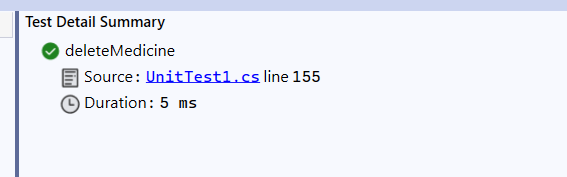 Test Detail Summary
deleteMedicine
Source: UnitTest1.cs line 155
Duration: 5 ms